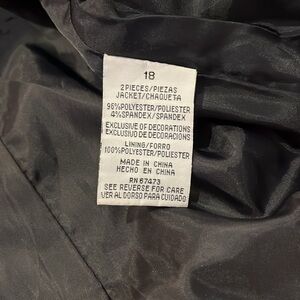 18
2 PIECES/PIEZAS
JACKET/CHAQUETA
96%POLYESTER/POLIESTER
4%SPANDEX/SPANDEX
EXCLUSIVE OF DECORATIONS
EXCLUSIVO DE DECORACIONES
LINING/FORRO
100%POLYESTER/POLIESTER
MADE IN CHINA
HECHO EN CHINA
RN 67473
SEE REVERSE FOR CARE
VER AL DORSO PARA CUIDADO